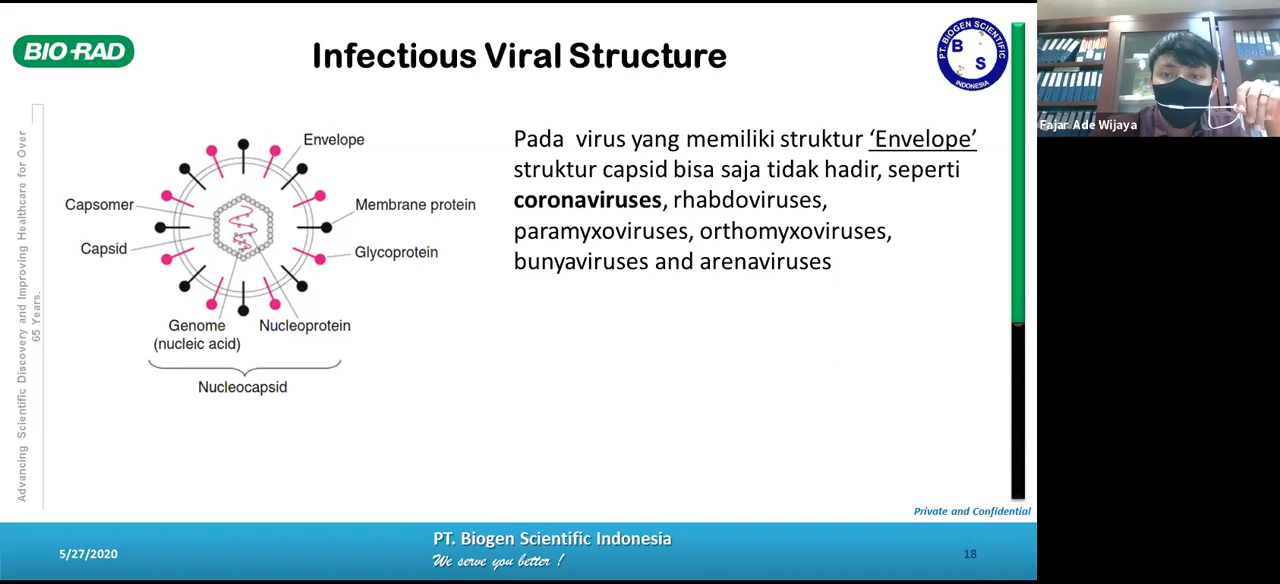 BIO-RAD
Infectious Viral Structure
PT. BIOGEN SCIENTIFIC
B
S
INDONESIA
Fajar Ade Wijaya
Advancing Scientific Discovery and Improving Healthcare for Over
65 Years.
Envelope
Capsomer
Membrane protein
Capsid
Glycoprotein
Genome
(nucleic acid)
Nucleoprotein
Nucleocapsid
Pada virus yang memiliki struktur ‘Envelope’
struktur capsid bisa saja tidak hadir, seperti
coronaviruses, rhabdoviruses,
paramyxoviruses, orthomyxoviruses,
bunyaviruses and arenaviruses
Private and Confidential
5/27/2020
PT. Biogen Scientific Indonesia
We serve you better !
18